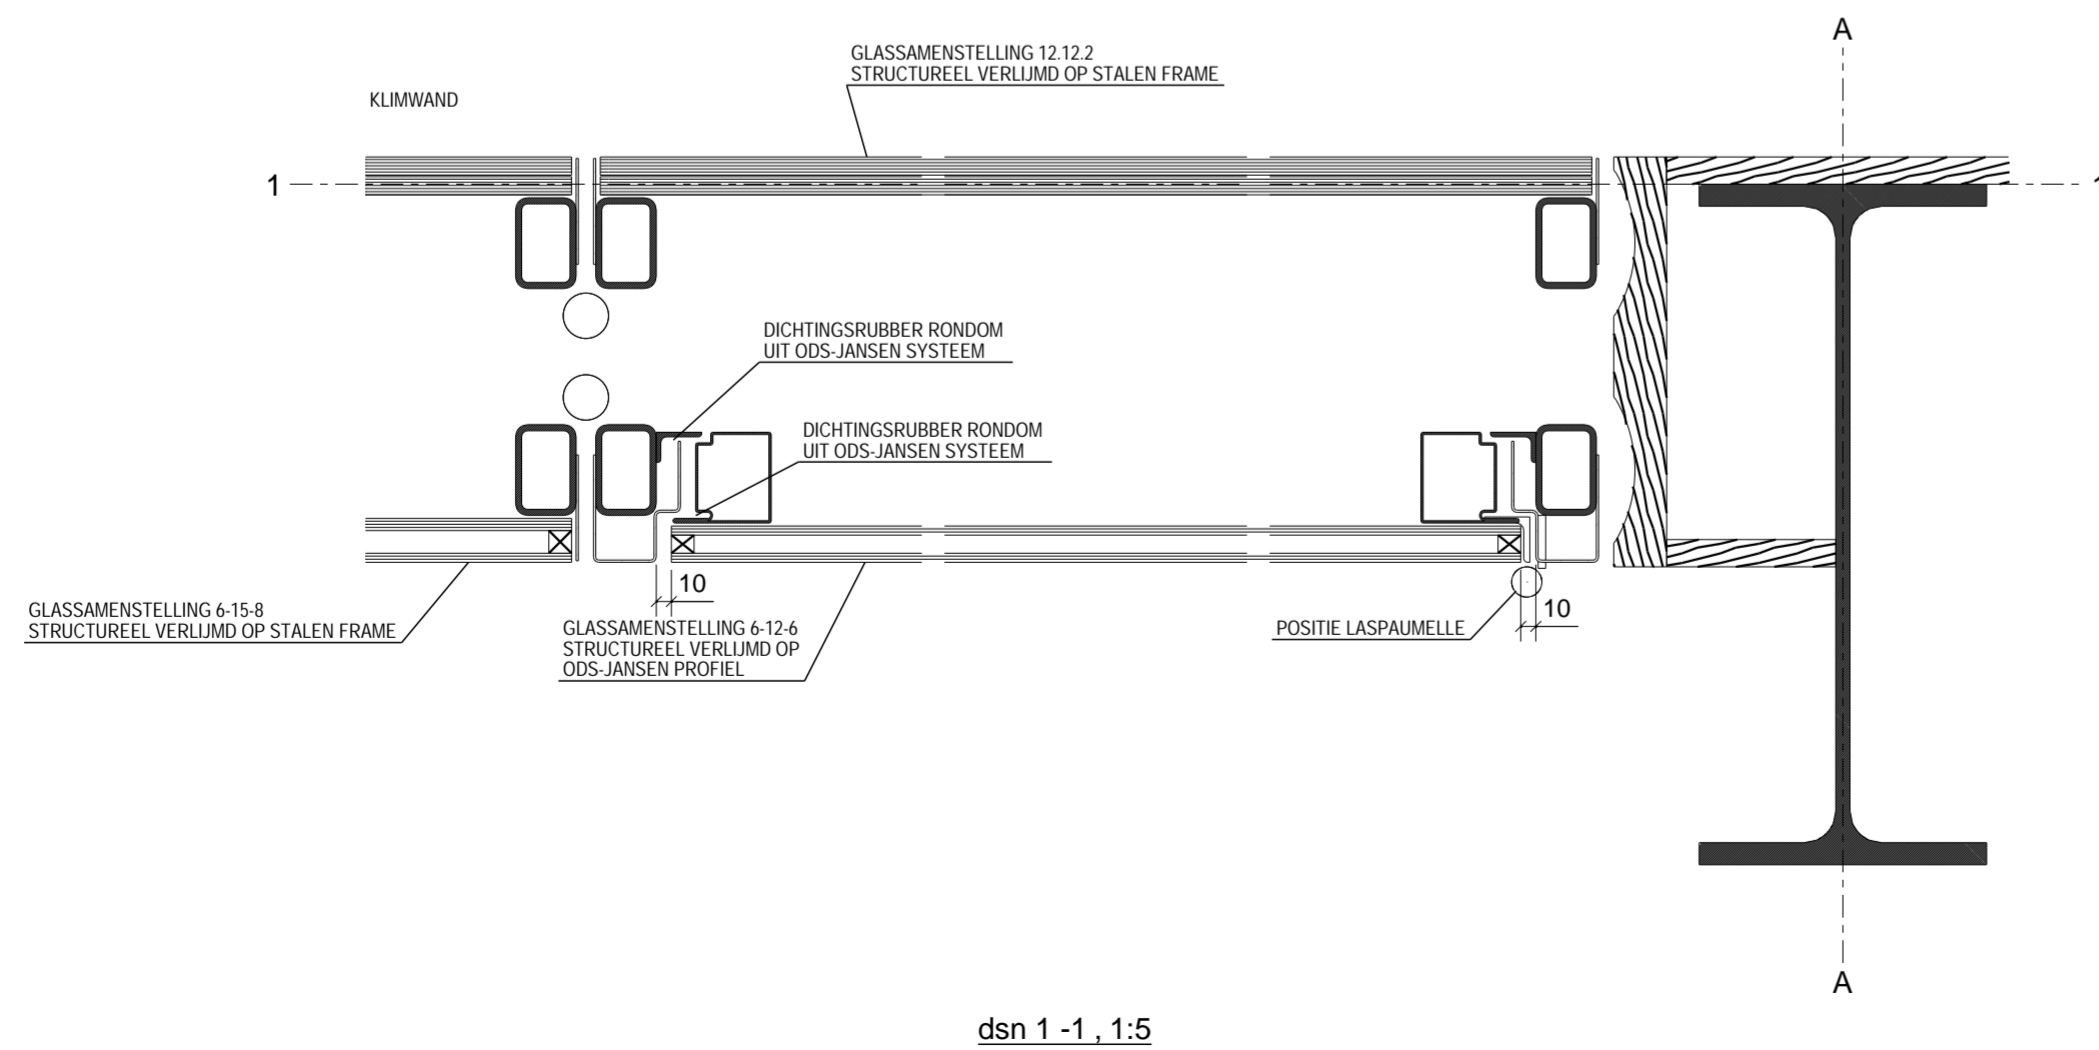 A
GLASSAMENSTELLING 12.12.2
STRUCTUREEL VERLIJMD OP STALEN FRAME
KLIMWAND
1
1
DICHTINGSRUBBER RONDOM
UIT ODS-JANSEN SYSTEEM
DICHTINGSRUBBER RONDOM
UIT ODS-JANSEN SYSTEEM
10
10
GLASSAMENSTELLING 6-15-8
STRUCTUREEL VERLIJMD OP STALEN FRAME
GLASSAMENSTELLING 6-12-6
STRUCTUREEL VERLIJMD OP
ODS-JANSEN PROFIEL
POSITIE LASPAUMELLE
A
dsn 1 -1 , 1:5